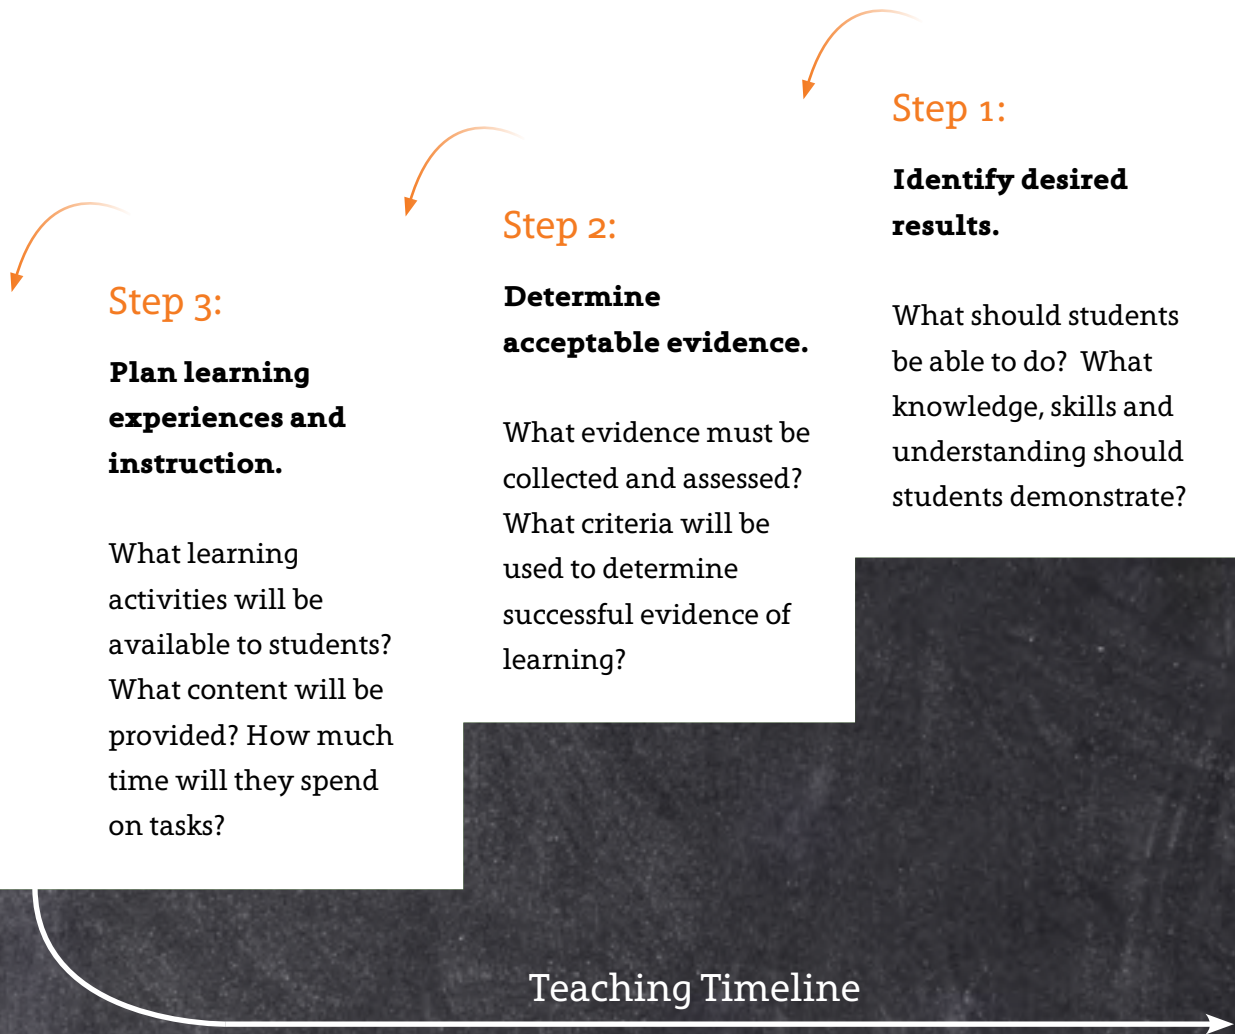 Step 1:
Identify desired
results.
What should students
be able to do?  What
knowledge, skills and
understanding should
students demonstrate?
Step 2:
Determine
acceptable evidence.
What evidence must be
collected and assessed?
What criteria will be
used to determine
successful evidence of
learning?
Step 3:
Plan learning
experiences and
instruction.
What learning
activities will be
available to students?
What content will be
provided? How much
time will they spend
on tasks?
Teaching Timeline